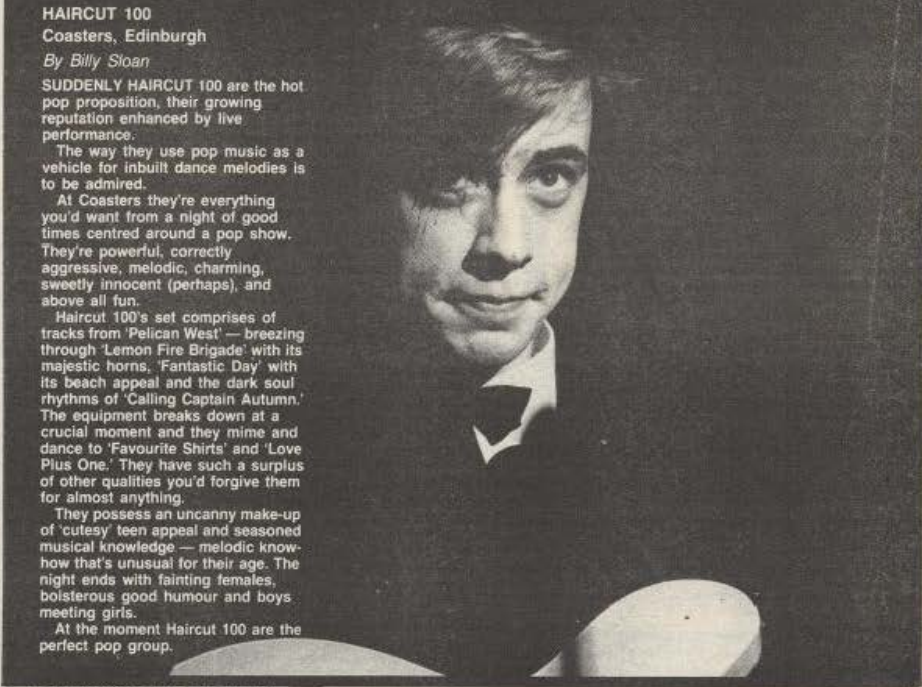 HAIRCUT 100
Coasters, Edinburgh
By Billy Sloan
SUDDENLY HAIRCUT 100 are the hot
pop proposition, their growing
reputation enhanced by live
performance.
The way they use pop music as a
vehicle for inbuilt dance melodies is
to be admired.
At Coasters they're everything
you'd want from a night of good
times centred around a pop show.
They're powerful, correctly
aggressive, melodic, charming,
sweetly innocent (perhaps), and
above all fun.
Haircut 100's set comprises of
tracks from 'Pelican West' — breezing
through 'Lemon Fire Brigade' with its
majestic horns, 'Fantastic Day' with
its beach appeal and the dark soul
rhythms of 'Calling Captain Autumn.'
The equipment breaks down at a
crucial moment and they mime and
dance to 'Favourite Shirts' and 'Love
Plus One.' They have such a surplus
of other qualities you'd forgive them
for almost anything.
They possess an uncanny make-up
of 'cutesy' teen appeal and seasoned
musical knowledge — melodic know-
how that's unusual for their age. The
night ends with fainting females,
boisterous good humour and boys
meeting girls.
At the moment Haircut 100 are the
perfect pop group.